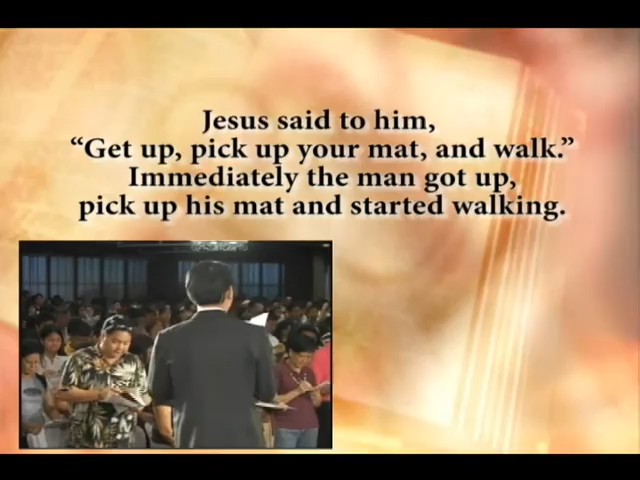 Jesus said to him,
“Get up, pick up your mat, and walk.”
Immediately the man got up,
pick up his mat and started walking.